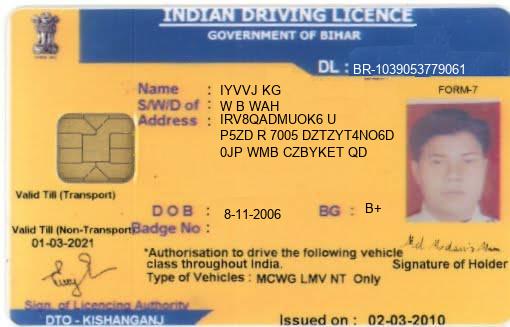 INDIAN DRIVING LICENCE
GOVERNMENT OF BIHAR
DL : BR-1039053779061
Name : IYVVJ KG
FORM-7
S/W/D of : W B WAH
Address : IRV8QADMUOK6 U
P5ZD R 7005 DZTZYT4NO6D
0JP WMB CZBYKET QD
Valid Till (Transport)
D O B : 8-11-2006 BG : B+
Valid Till (Non-Transport)
Badge No :
01-03-2021
*Authorisation to drive the following vehicle
class throughout India.
Signature of Holder
Type of Vehicles : MCWG LMV NT Only
Sign. of Licencing Authority
DTO - KISHANGANJ
Issued on : 02-03-2010